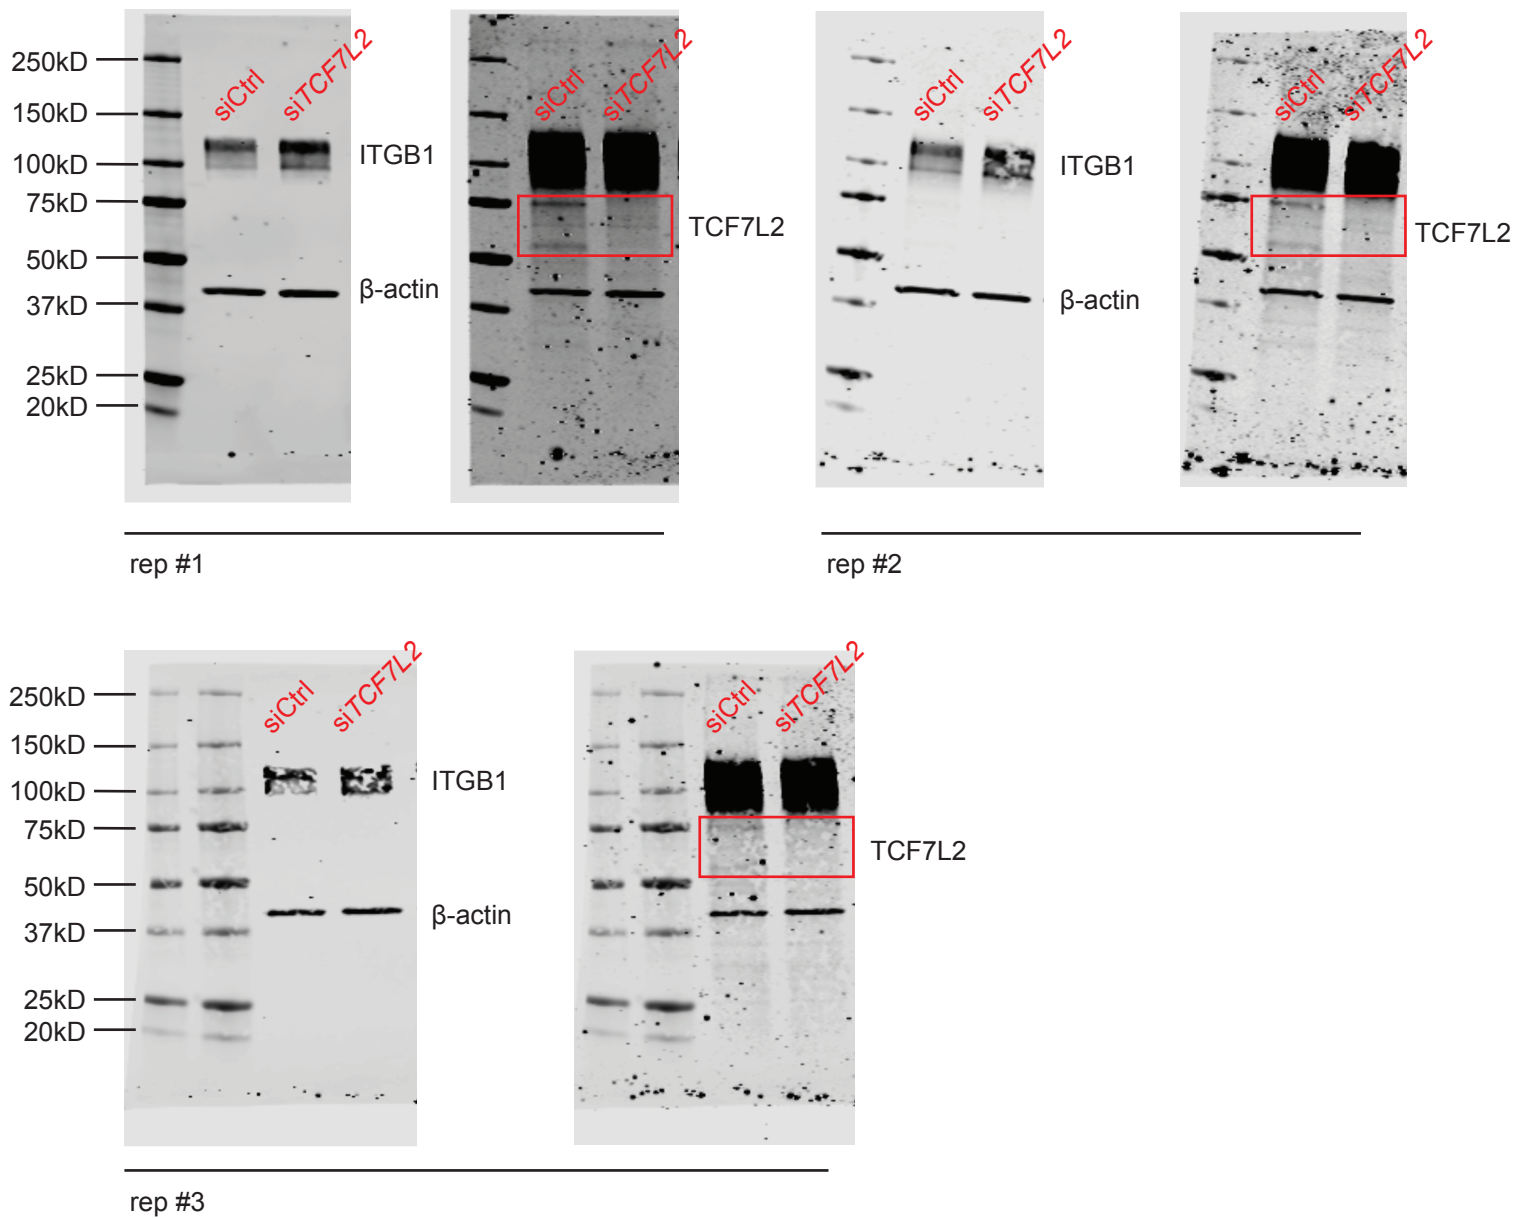 siCtrl
siTCF7L2
250kD
150kD
100kD
75kD
50kD
37kD
25kD
20kD
ITGB1
β-actin
siCtrl
siTCF7L2
TCF7L2
rep #1
siCtrl
siTCF7L2
ITGB1
β-actin
siCtrl
siTCF7L2
TCF7L2
rep #2
siCtrl
siTCF7L2
250kD
150kD
100kD
75kD
50kD
37kD
25kD
20kD
ITGB1
β-actin
siCtrl
siTCF7L2
TCF7L2
rep #3